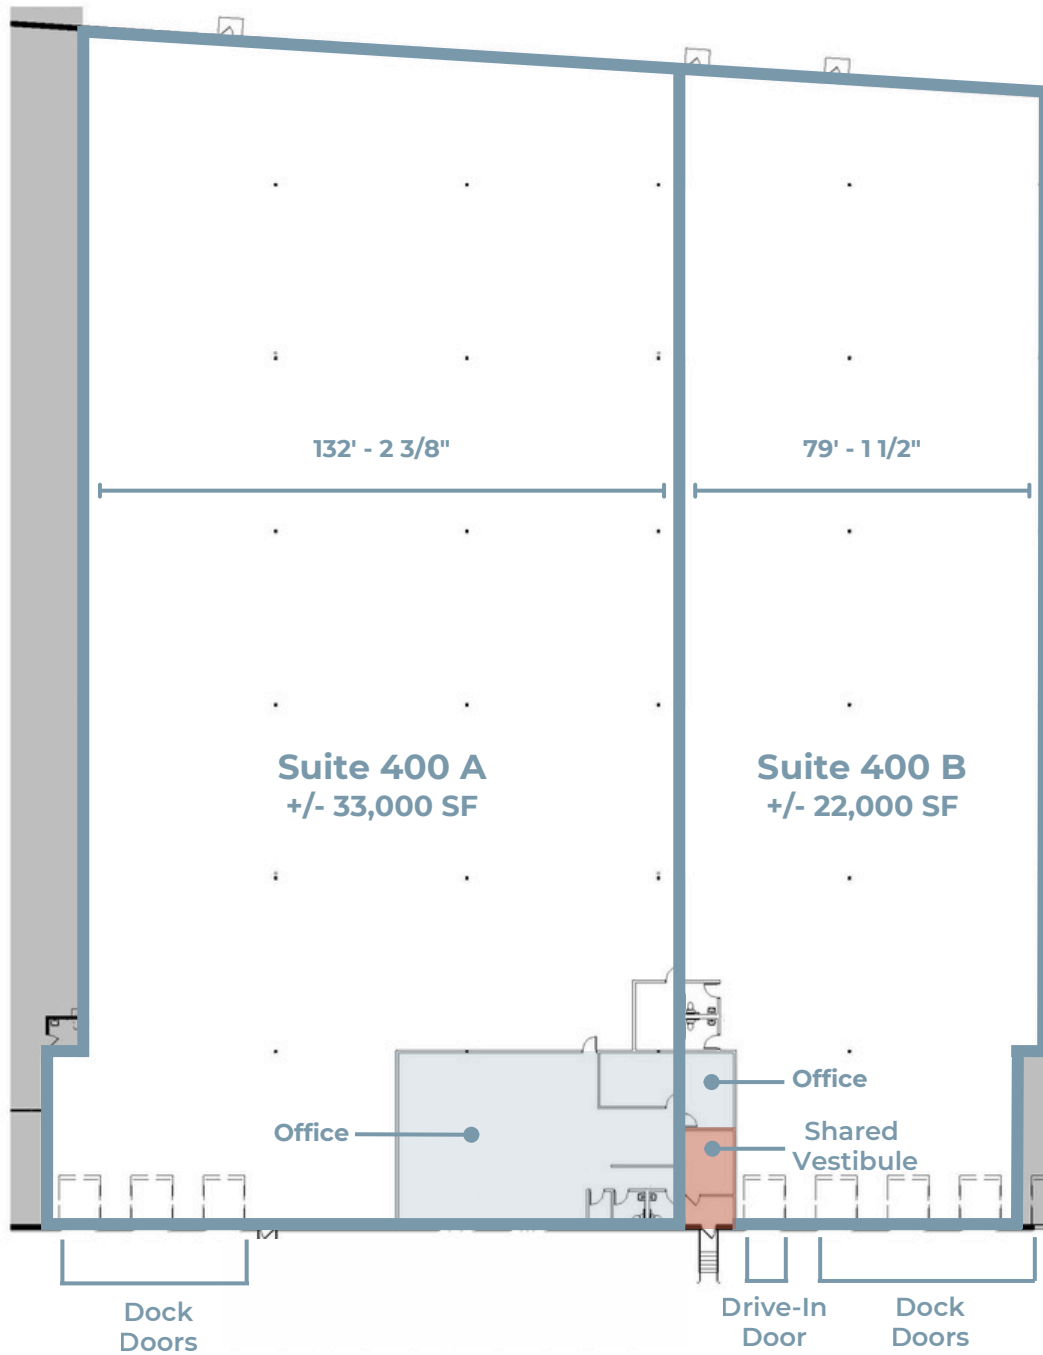 132' - 2 3/8"
79' - 1 1/2"
Suite 400 A
+/- 33,000 SF
Suite 400 B
+/- 22,000 SF
Office
Office
Shared
Vestibule
Dock
Doors
Drive-In
Door
Dock
Doors